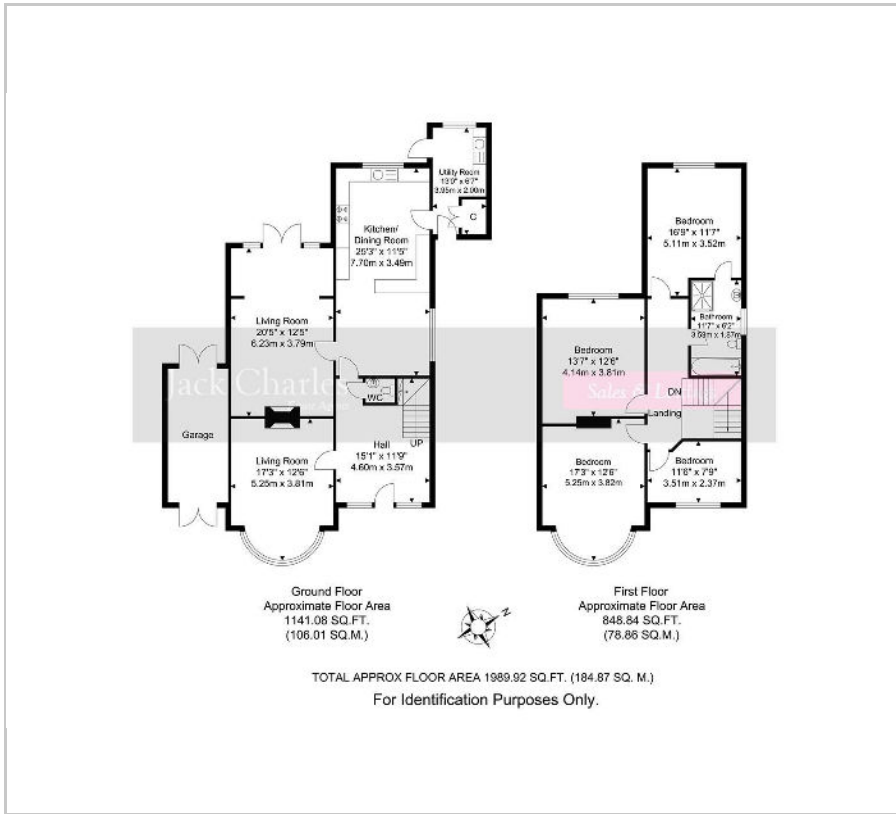 Utility Room
13'0" x 6'7"
3.95m x 2.00m
C
Kitchen/
Dining Room
25'3" x 11'5"
7.70m x 3.49m
Living Room
20'5" x 12'5"
6.23m x 3.79m
Jack Charles
WC
Garage
Living Room
17'3" x 12'6"
5.25m x 3.81m
Hall
15'1" x 11'9"
4.60m x 3.57m
UP
Bedroom
16'9" x 11'7"
5.11m x 3.52m
Bathroom
11'7" x 6'2"
Bedroom
13'7" x 12'6"
4.14m x 3.81m
Sales &
DN
Landing
Bedroom
17'3" x 12'6"
5.25m x 3.82m
Bedroom
11'6" x 7'9"
3.51m x 2.37m
Ground Floor
Approximate Floor Area
1141.08 SQ.FT.
(106.01 SQ.M.)
N
First Floor
Approximate Floor Area
848.84 SQ.FT.
(78.86 SQ.M.)
TOTAL APPROX FLOOR AREA 1989.92 SQ.FT. (184.87 SQ. M.)
For Identification Purposes Only.